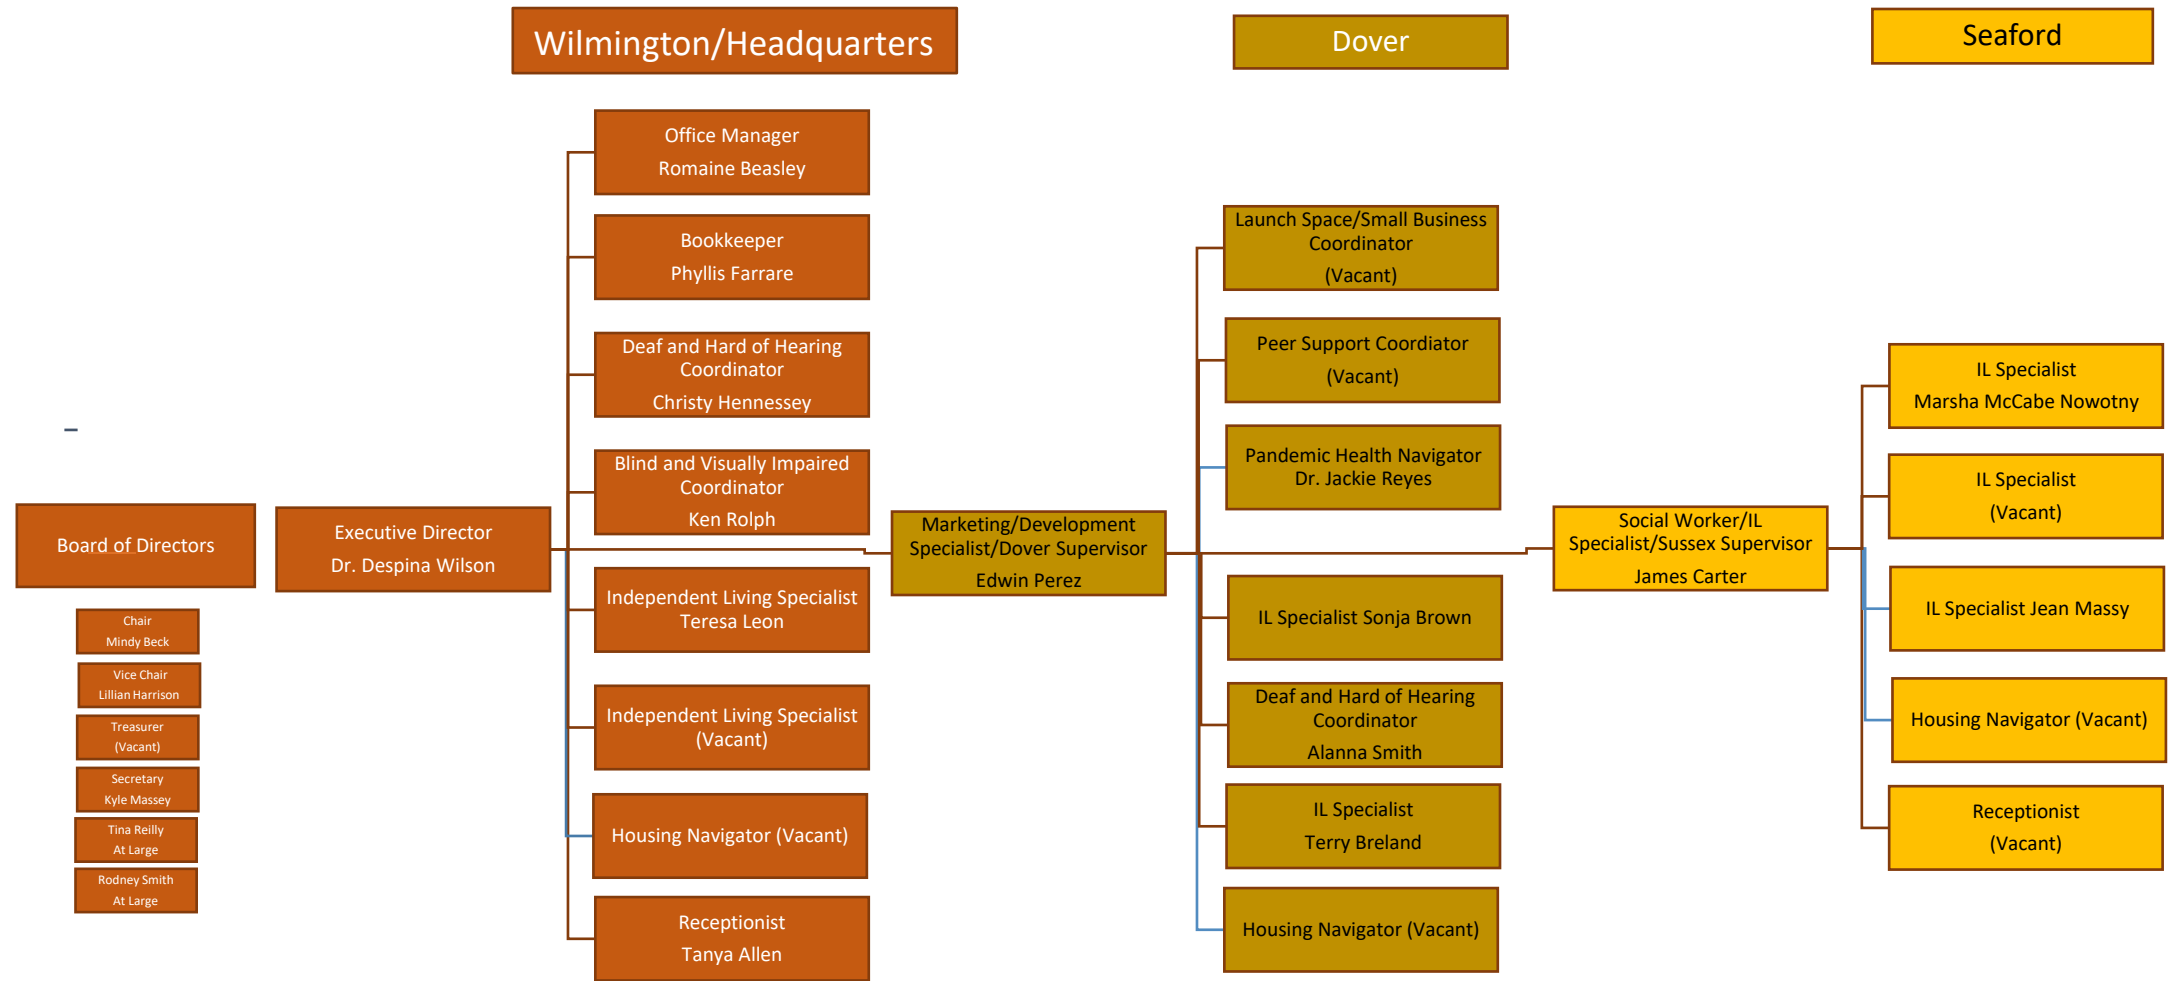 Wilmington/Headquarters
Dover
Seaford
Board of Directors
Chair
Mindy Beck
Vice Chair
Lillian Harrison
Treasurer
(Vacant)
Secretary
Kyle Massey
Tina Reilly
At Large
Rodney Smith
At Large
Executive Director
Dr. Despina Wilson
Office Manager
Romaine Beasley
Bookkeeper
Phyllis Farrare
Deaf and Hard of Hearing
Coordinator
Christy Hennessey
Blind and Visually Impaired
Coordinator
Ken Rolph
Independent Living Specialist
Teresa Leon
Independent Living Specialist
(Vacant)
Housing Navigator (Vacant)
Receptionist
Tanya Allen
Marketing/Development
Specialist/Dover Supervisor
Edwin Perez
Launch Space/Small Business
Coordinator
(Vacant)
Peer Support Coordiator
(Vacant)
Pandemic Health Navigator
Dr. Jackie Reyes
IL Specialist Sonja Brown
Deaf and Hard of Hearing
Coordinator
Alanna Smith
IL Specialist
Terry Breland
Housing Navigator (Vacant)
Social Worker/IL
Specialist/Sussex Supervisor
James Carter
IL Specialist
Marsha McCabe Nowotny
IL Specialist
(Vacant)
IL Specialist Jean Massy
Housing Navigator (Vacant)
Receptionist
(Vacant)